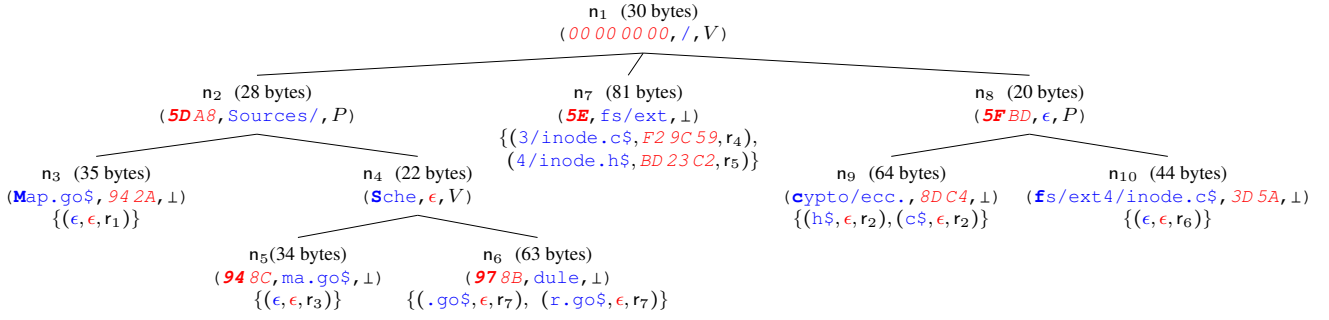 n1 (30 bytes)
(00 00 00 00, /, V)
n2 (28 bytes)
(5D A8, Sources/, P)
n7 (81 bytes)
(5E, fs/ext, ⊥)
{(3/inode.c$, F2 9C 59, r4),
(4/inode.h$, BD 23 C2, r5)}
n8 (20 bytes)
(5F BD, ϵ, P)
n3 (35 bytes)
(Map.go$, 94 2A, ⊥)
{(ϵ, ϵ, r1)}
n4 (22 bytes)
(Sche, ϵ, V)
n9 (64 bytes)
(cypto/ecc., 8D C4, ⊥)
{(h$, ϵ, r2), (c$, ϵ, r2)}
n10 (44 bytes)
(fs/ext4/inode.c$, 3D 5A, ⊥)
{(ϵ, ϵ, r6)}
n5(34 bytes)
(94 8C, ma.go$, ⊥)
{(ϵ, ϵ, r3)}
n6 (63 bytes)
(97 8B, dule, ⊥)
{(.go$, ϵ, r7), (r.go$, ϵ, r7)}